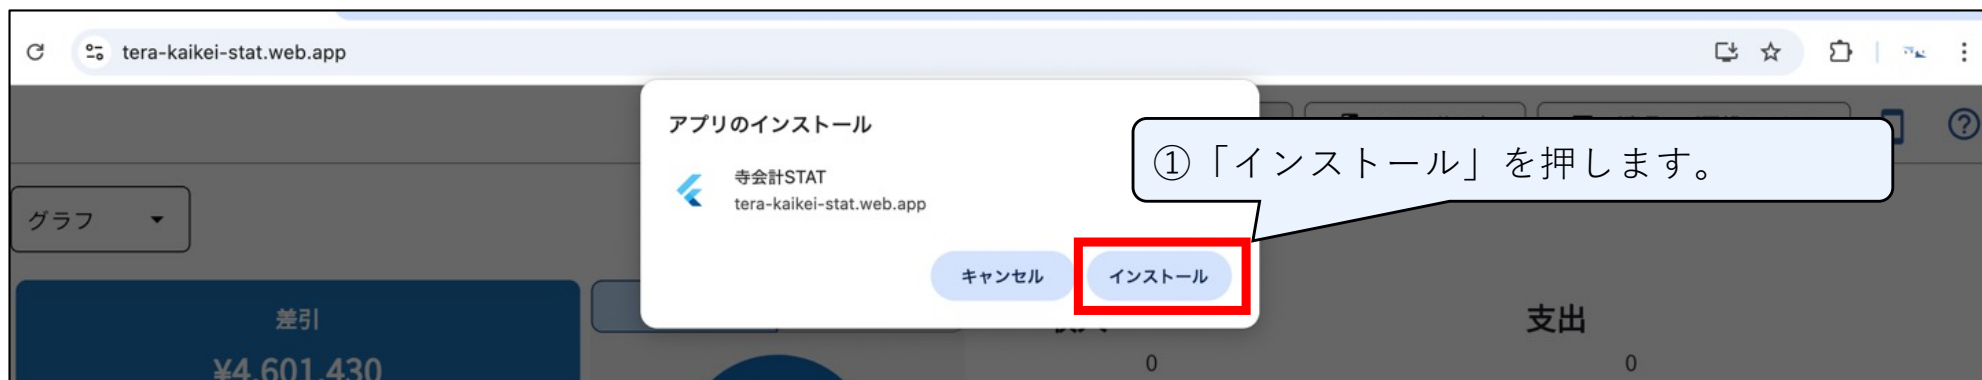 tera-kaikei-stat.web.app
アプリのインストール
寺会計STAT
tera-kaikei-stat.web.app
①「インストール」を押します。
グラフ
キャンセル
インストール
差引
支出
¥4,601,430
0
0